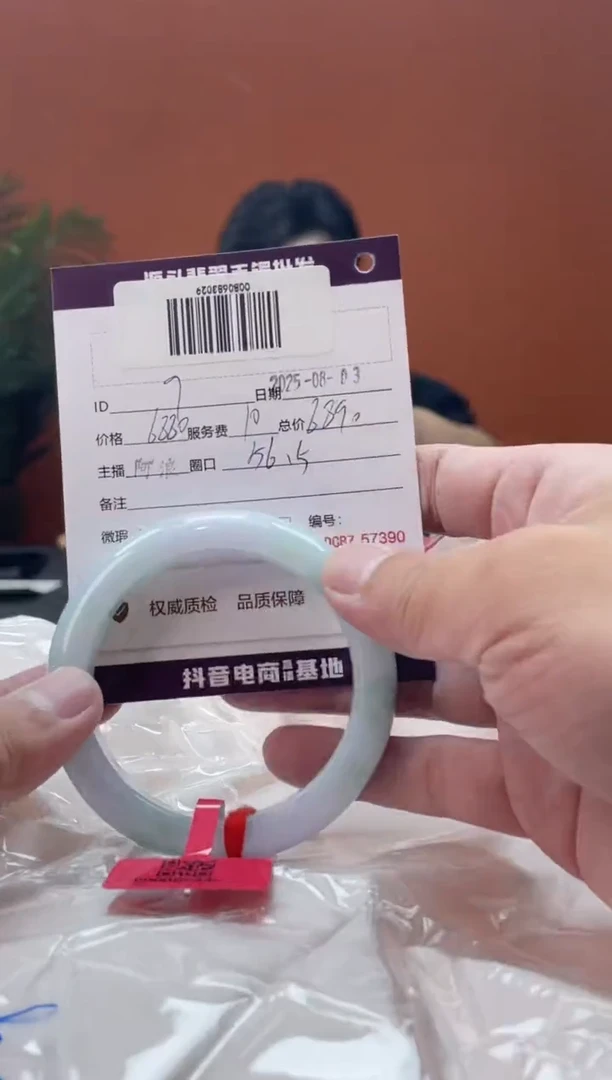 0080683029
ID 7 日期 2025-08-03
价格 6880 服务费 10 总价 6890
主播 阿浪 圈口 56.5
备注
微瑕 编号：
57390
权威质检 品质保障
抖音电商 基地